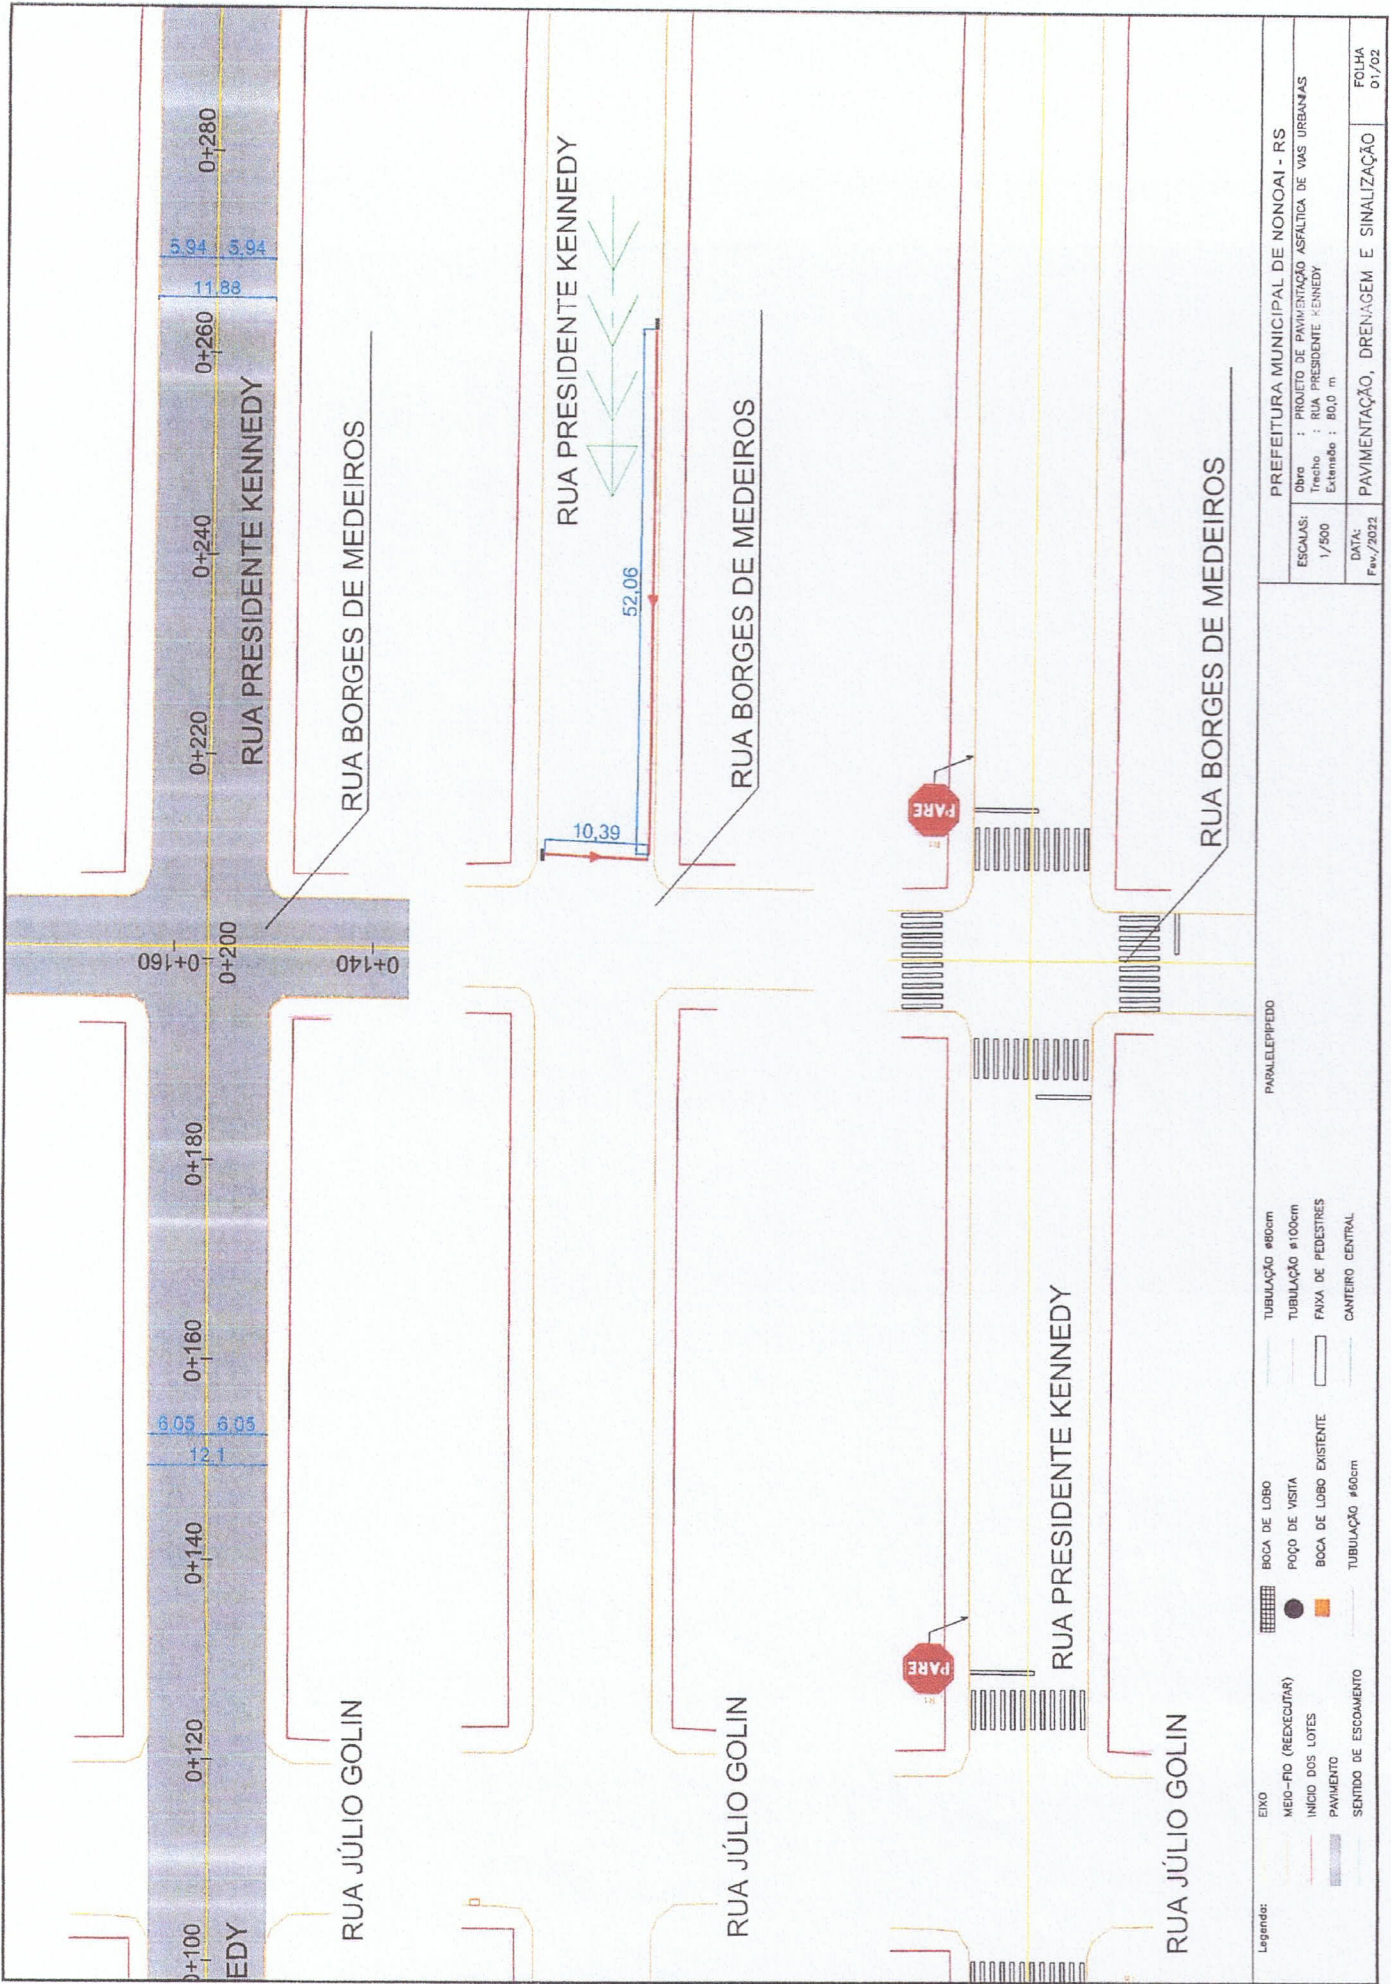 0+100
0+120
0+140
0+160
0+180
0+200
0+220
0+240
0+260
0+280
0+160
0+140
6,05
6,05
12,1
5,94
5,94
11,88
EDY
RUA PRESIDENTE KENNEDY
RUA JÚLIO GOLIN
RUA BORGES DE MEDEIROS
RUA PRESIDENTE KENNEDY
10,39
52,06
RUA JÚLIO GOLIN
RUA BORGES DE MEDEIROS
PARE
R1
PARE
R1
RUA PRESIDENTE KENNEDY
RUA JÚLIO GOLIN
RUA BORGES DE MEDEIROS
Legenda:
EIXO
MEIO-FIO (REEXECUTAR)
INÍCIO DOS LOTES
PAVIMENTO
SENTIDO DE ESCOAMENTO
BOCA DE LOBO
POÇO DE VISITA
BOCA DE LOBO EXISTENTE
TUBULAÇÃO ø60cm
TUBULAÇÃO ø80cm
TUBULAÇÃO ø100cm
FAIXA DE PEDESTRES
CANTEIRO CENTRAL
PARALELEPIPEDO
PREFEITURA MUNICIPAL DE NONOAI - RS
ESCALAS:
1/500
Obra : PROJETO DE PAVIMENTAÇÃO ASFÁLTICA DE VIAS URBANIAS
Trecho : RUA PRESIDENTE KENNEDY
Extensão : 80,0 m
DATA:
Fev./2022
PAVIMENTAÇÃO, DRENAGEM E SINALIZAÇÃO
FOLHA
01/02